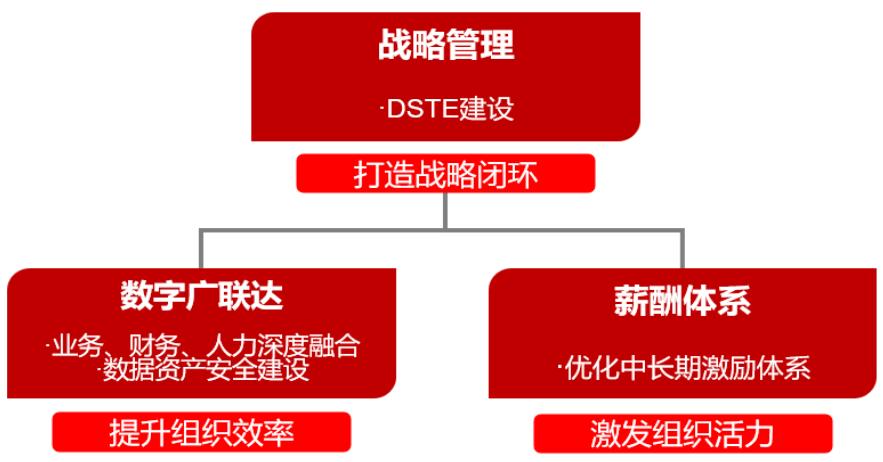 战略管理
·DSTE建设
打造战略闭环
数字广联达
·业务、财务、人力深度融合
·数据资产安全建设
提升组织效率
薪酬体系
·优化中长期激励体系
激发组织活力